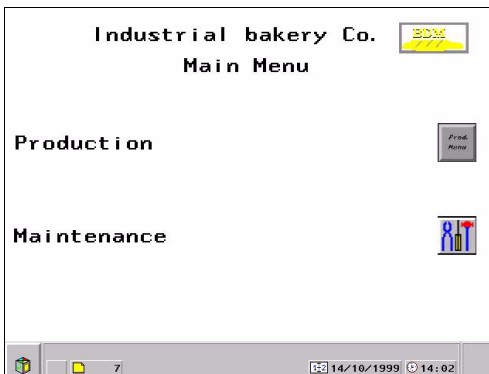 Industrial bakery Co.
BDM
Main Menu
Production
Prod.
Menu
Maintenance
7
14/10/1999
14:02